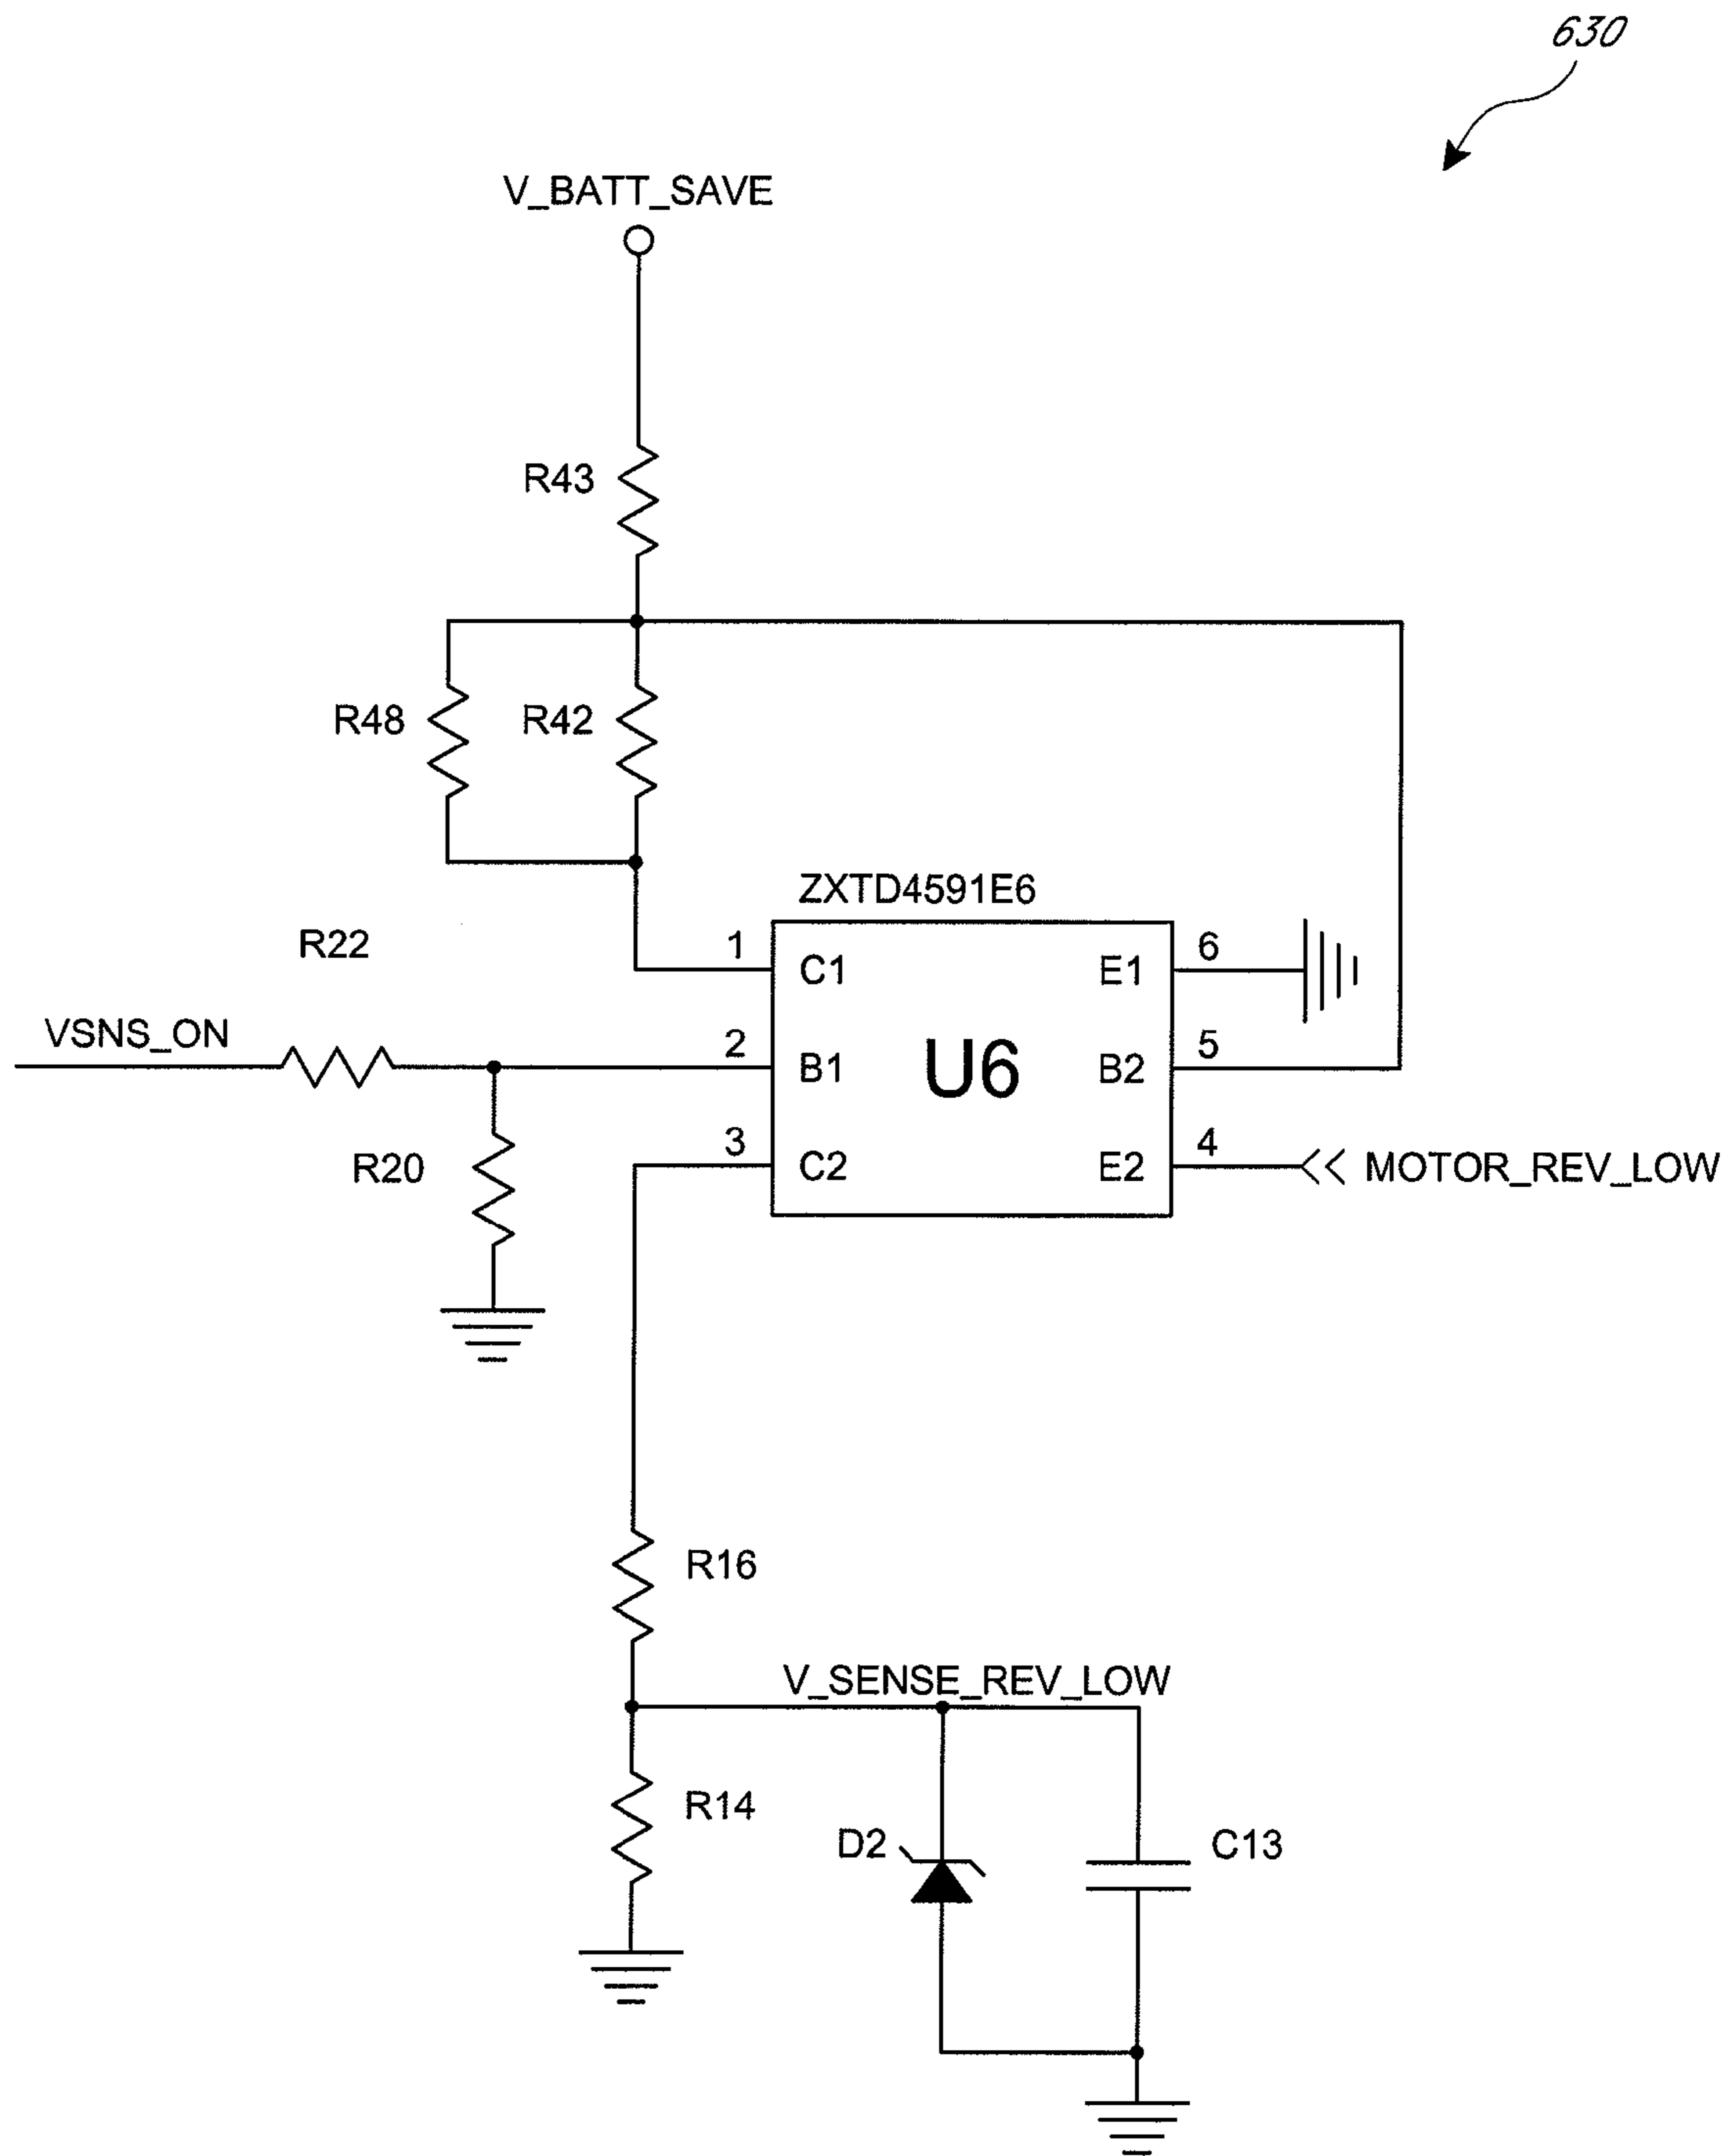 630
V_BATT_SAVE
R43
R48
R42
ZXTD4591E6
R22
1
C1
E1
6
VSNS_ON
2
B1
U6
B2
5
R20
3
C2
E2
4
MOTOR_REV_LOW
R16
V_SENSE_REV_LOW
R14
D2
C13